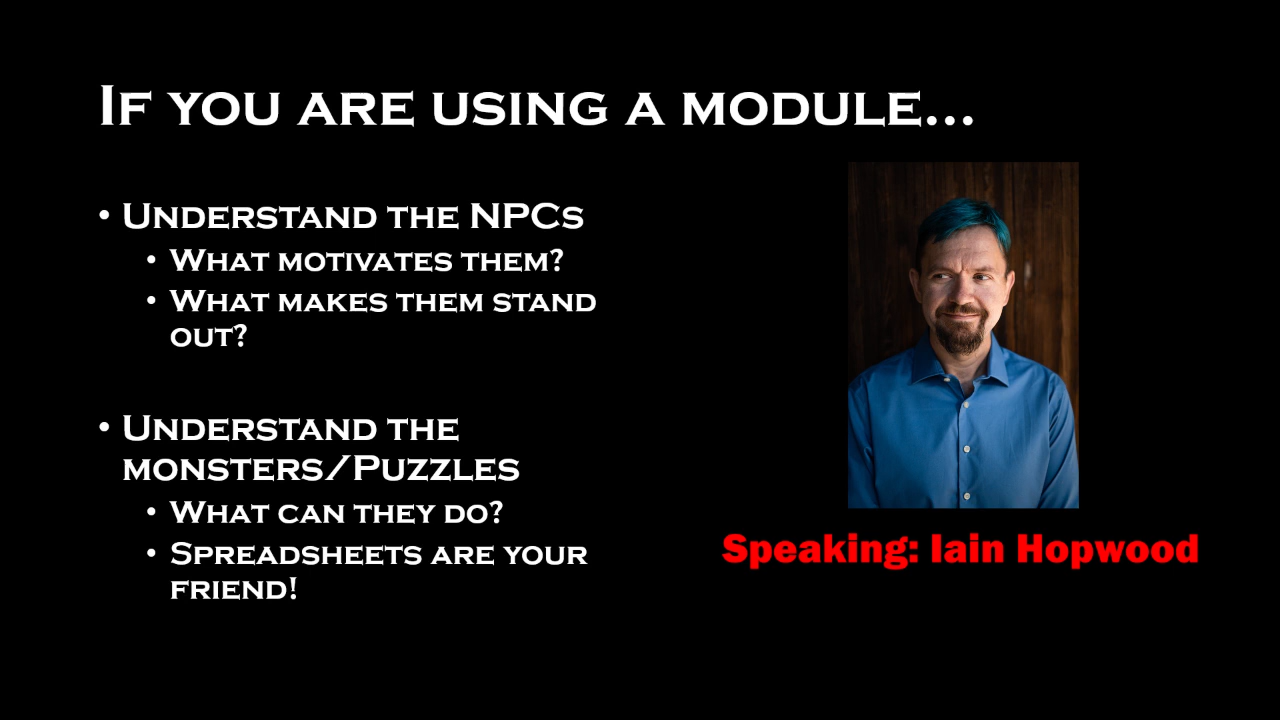 If you are using a module...
• Understand the NPCs
• What motivates them?
• What makes them stand
out?
• Understand the
monsters/Puzzles
• What can they do?
• Spreadsheets are your
friend!
Speaking: Iain Hopwood